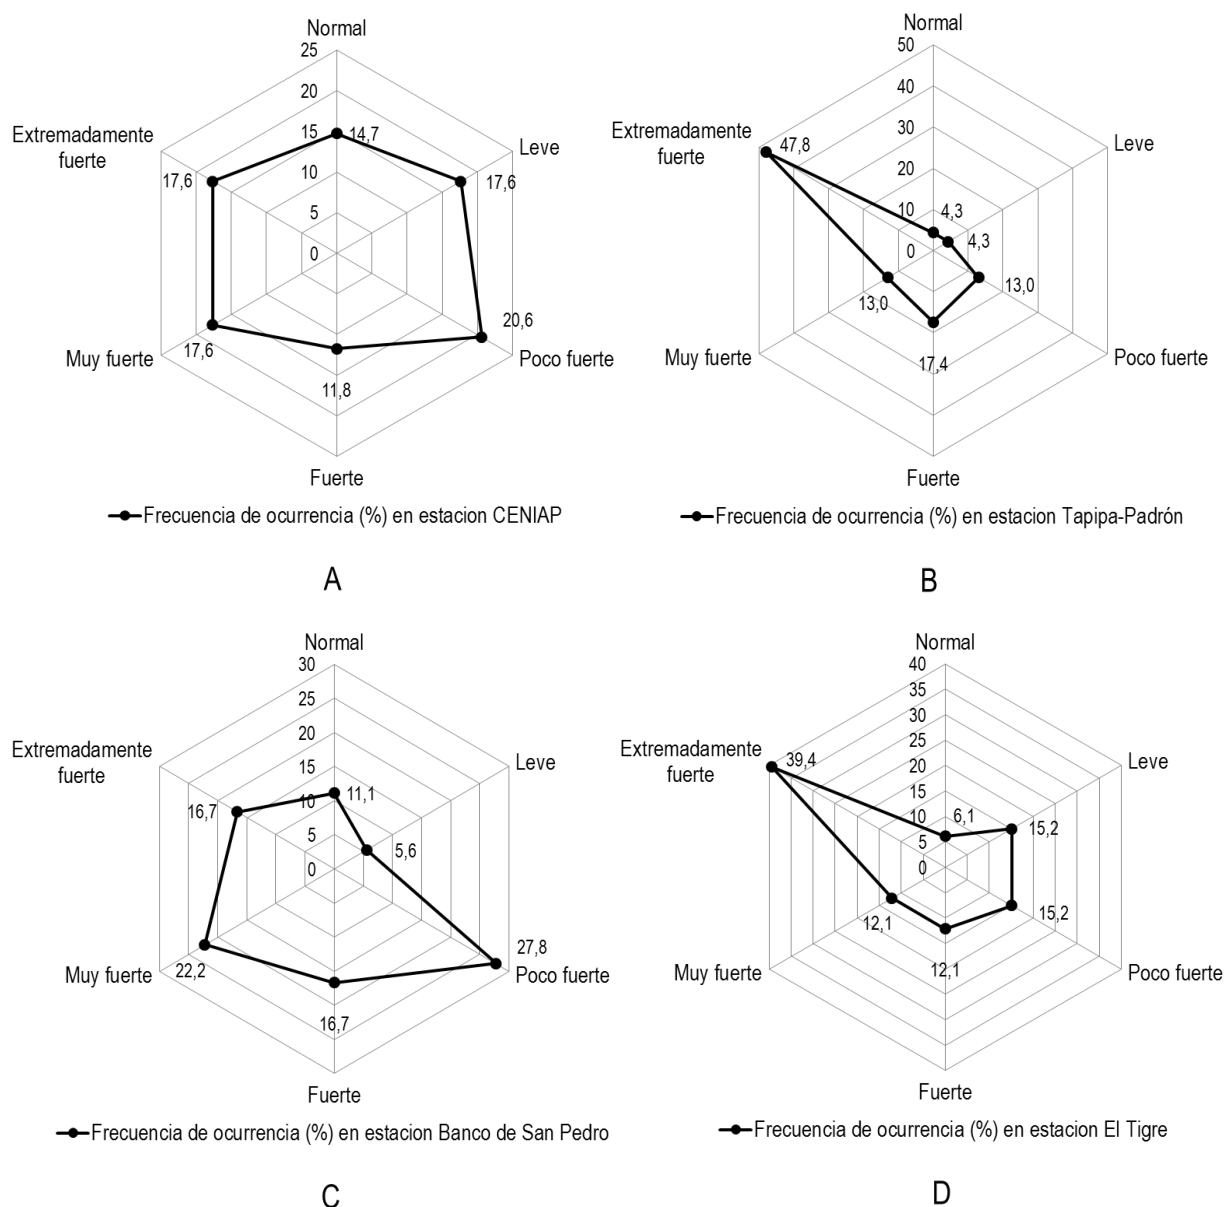 Normal
25
20
15
10
5
0
14,7
Leve
17,6
20,6
Poco fuerte
11,8
Fuerte
17,6
Muy fuerte
Extremadamente
fuerte
17,6
Frecuencia de ocurrencia (%) en estacion CENIAP
A
Normal
50
40
30
20
10
0
4,3
Leve
4,3
13,0
Poco fuerte
17,4
Fuerte
13,0
Muy fuerte
Extremadamente
fuerte
47,8
Frecuencia de ocurrencia (%) en estacion Tapipa-Padrón
B
Normal
30
25
20
15
10
5
0
11,1
Leve
5,6
27,8
Poco fuerte
16,7
Fuerte
22,2
Muy fuerte
Extremadamente
fuerte
16,7
Frecuencia de ocurrencia (%) en estacion Banco de San Pedro
C
Normal
40
35
30
25
20
15
10
5
0
6,1
Leve
15,2
15,2
Poco fuerte
12,1
Fuerte
12,1
Muy fuerte
Extremadamente
fuerte
39,4
Frecuencia de ocurrencia (%) en estacion El Tigre
D